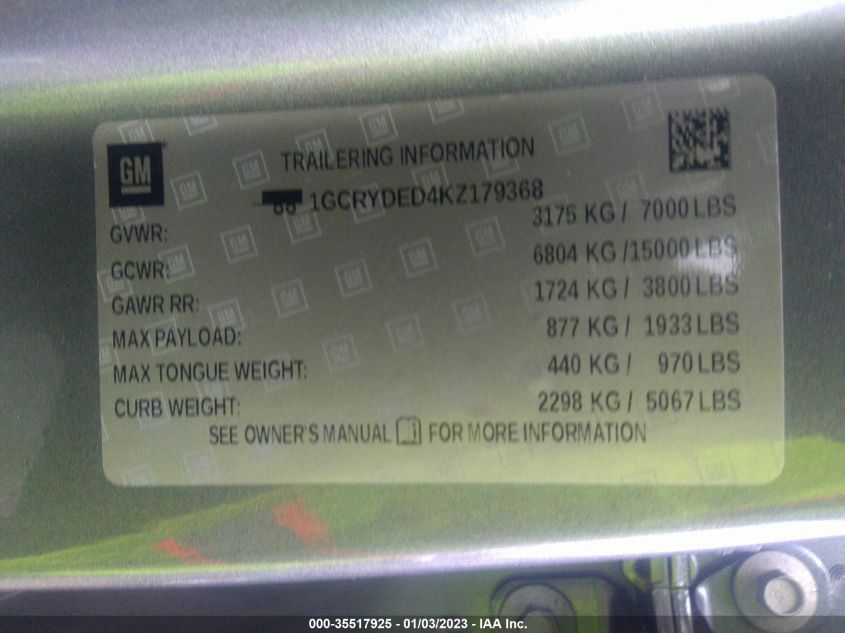 GM
TRAILERING INFORMATION
1GCRYDED4KZ179368
GVWR: 3175 KG / 7000 LBS
GCWR: 6804 KG /15000 LBS
GAWR RR: 1724 KG / 3800 LBS
MAX PAYLOAD: 877 KG / 1933 LBS
MAX TONGUE WEIGHT: 440 KG / 970 LBS
CURB WEIGHT: 2298 KG / 5067 LBS
SEE OWNER'S MANUAL FOR MORE INFORMATION
000-35517925 - 01/03/2023 - IAA Inc.